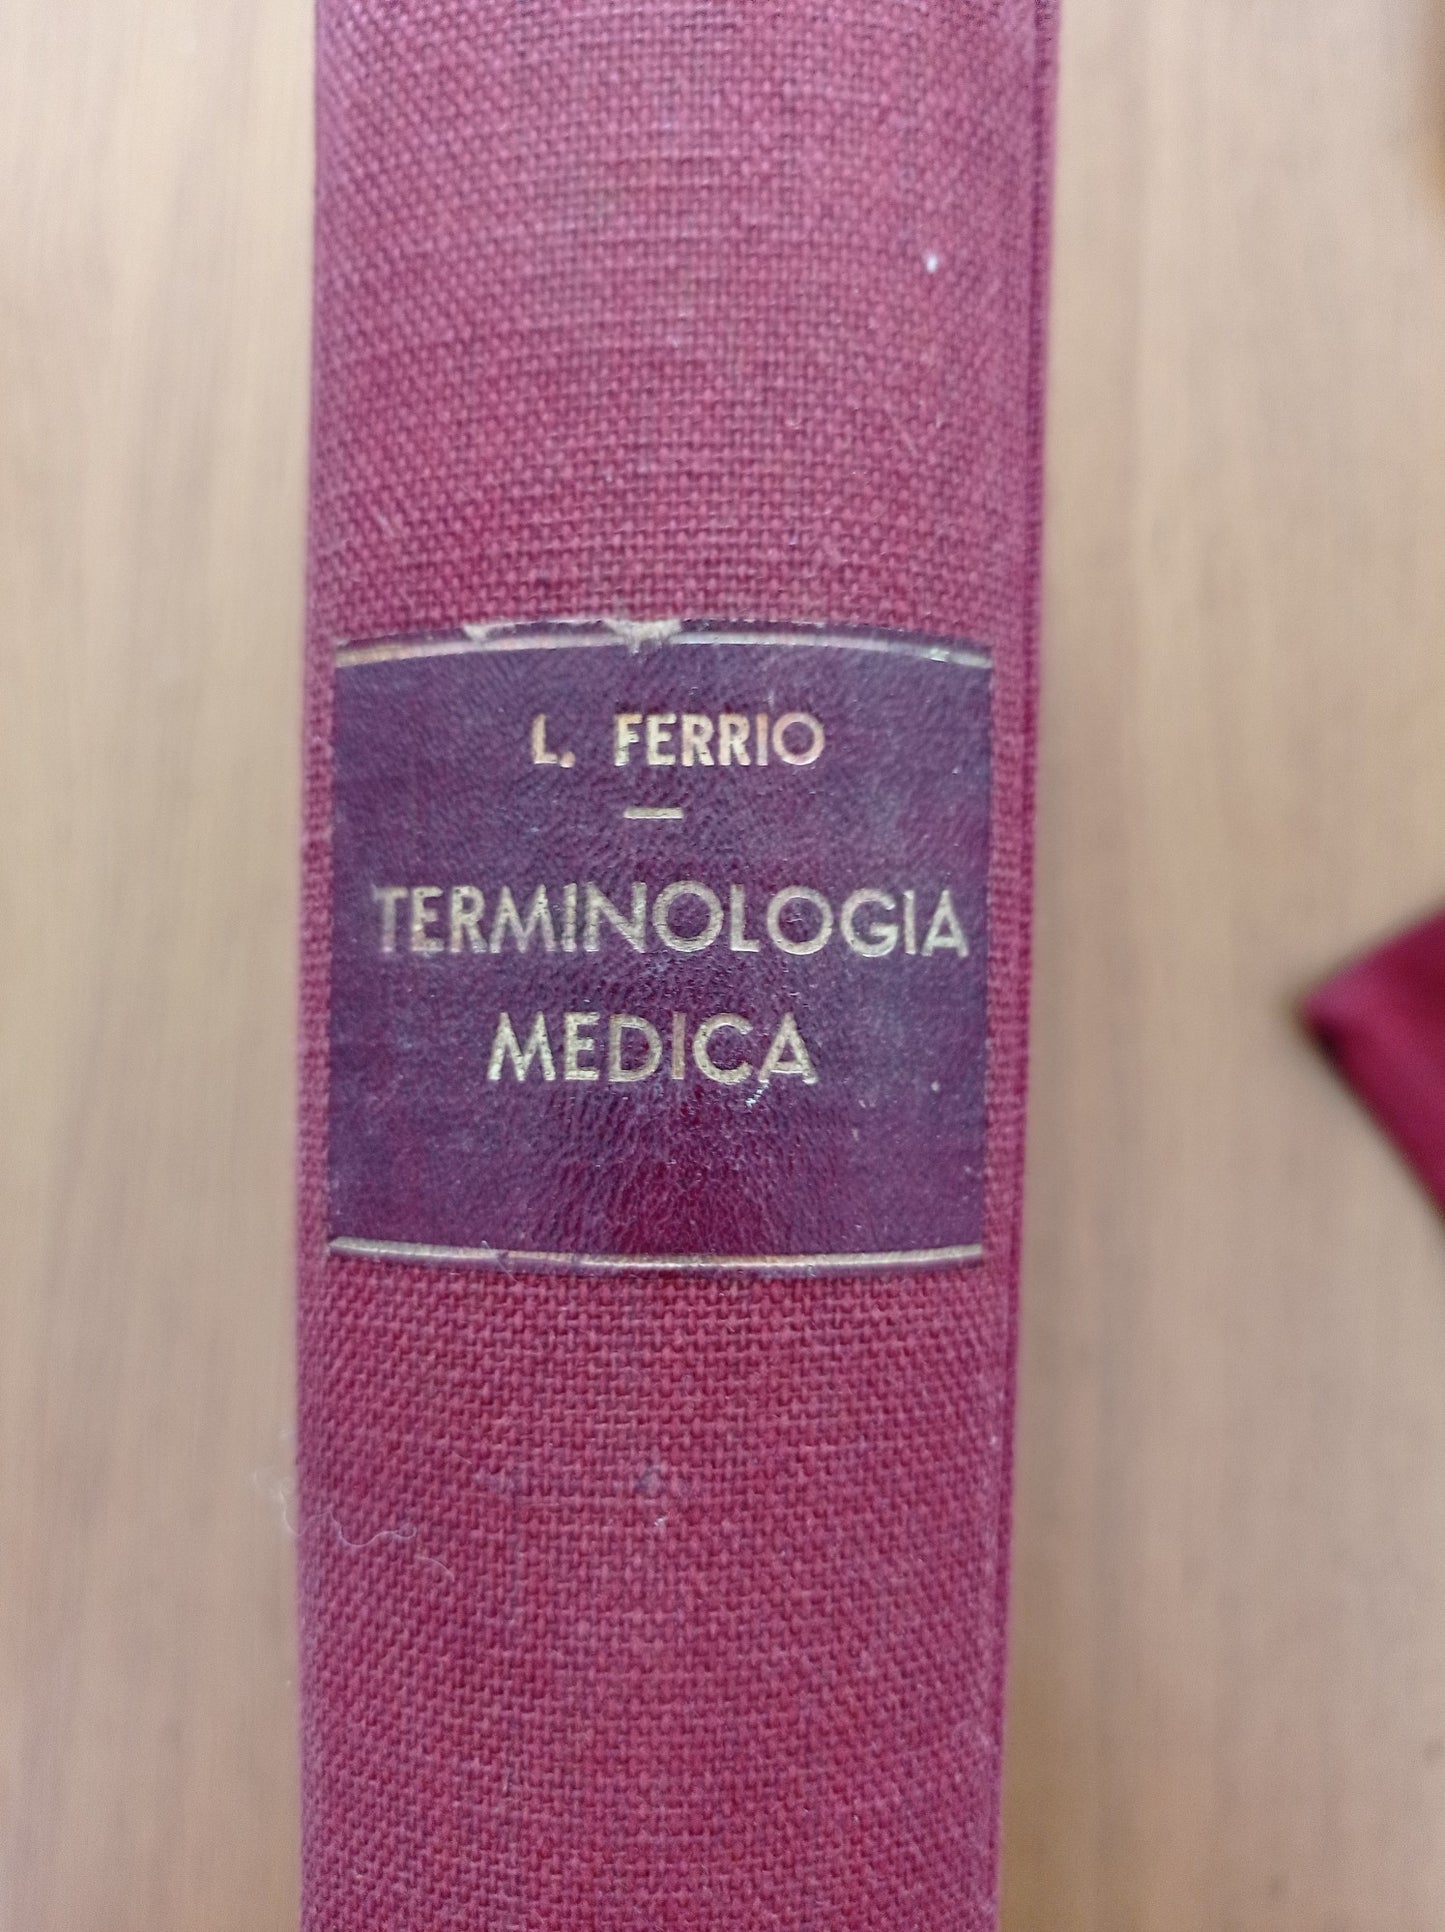 L. FERRIO
—
TERMINOLOGIA
MEDICA